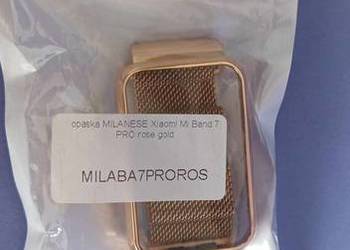 opaska MILANESE Xiaomi Mi Band 7
PRO rose gold
MILABA7PROROS